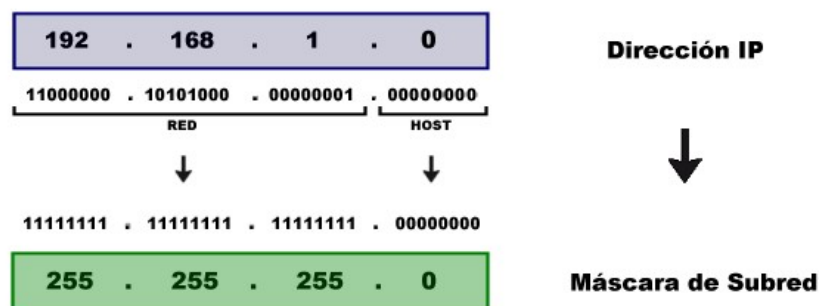 192 . 168 . 1 . 0
Dirección IP
11000000 . 10101000 . 00000001 . 00000000
RED HOST
11111111 . 11111111 . 11111111 . 00000000
255 . 255 . 255 . 0
Máscara de Subred